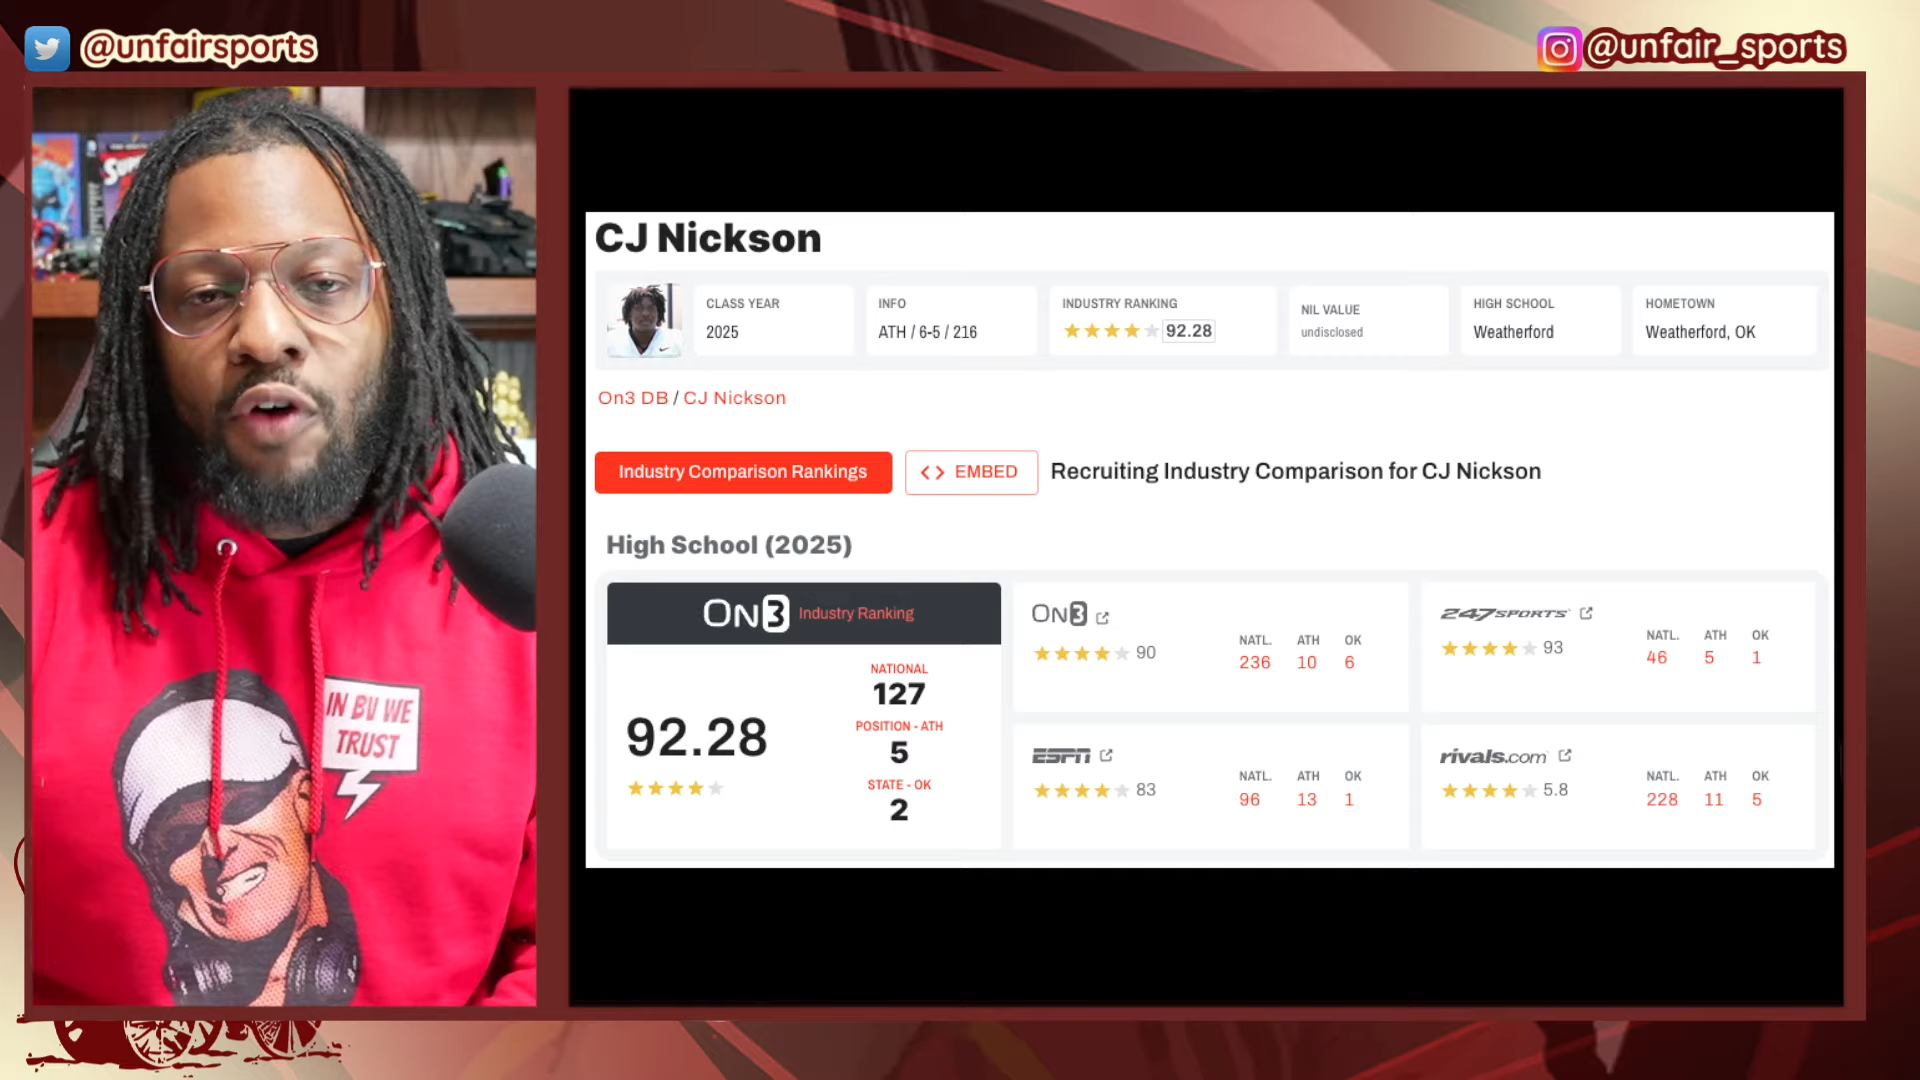 @unfairsports
@unfair_sports
SUP
CJ Nickson
CLASS YEAR
2025
INFO
ATH / 6-5 / 216
INDUSTRY RANKING
92.28
NIL VALUE
undisclosed
HIGH SCHOOL
Weatherford
HOMETOWN
Weatherford, OK
On3 DB / CJ Nickson
Industry Comparison Rankings
<> EMBED
Recruiting Industry Comparison for CJ Nickson
High School (2025)
ON3 Industry Ranking
92.28
NATIONAL
127
POSITION - ATH
5
STATE - OK
2
ON3
90
NATL. ATH OK
236 10 6
247SPORTS
93
NATL. ATH OK
46 5 1
ESPN
83
NATL. ATH OK
96 13 1
rivals.com
5.8
NATL. ATH OK
228 11 5
IN BV WE
TRUST